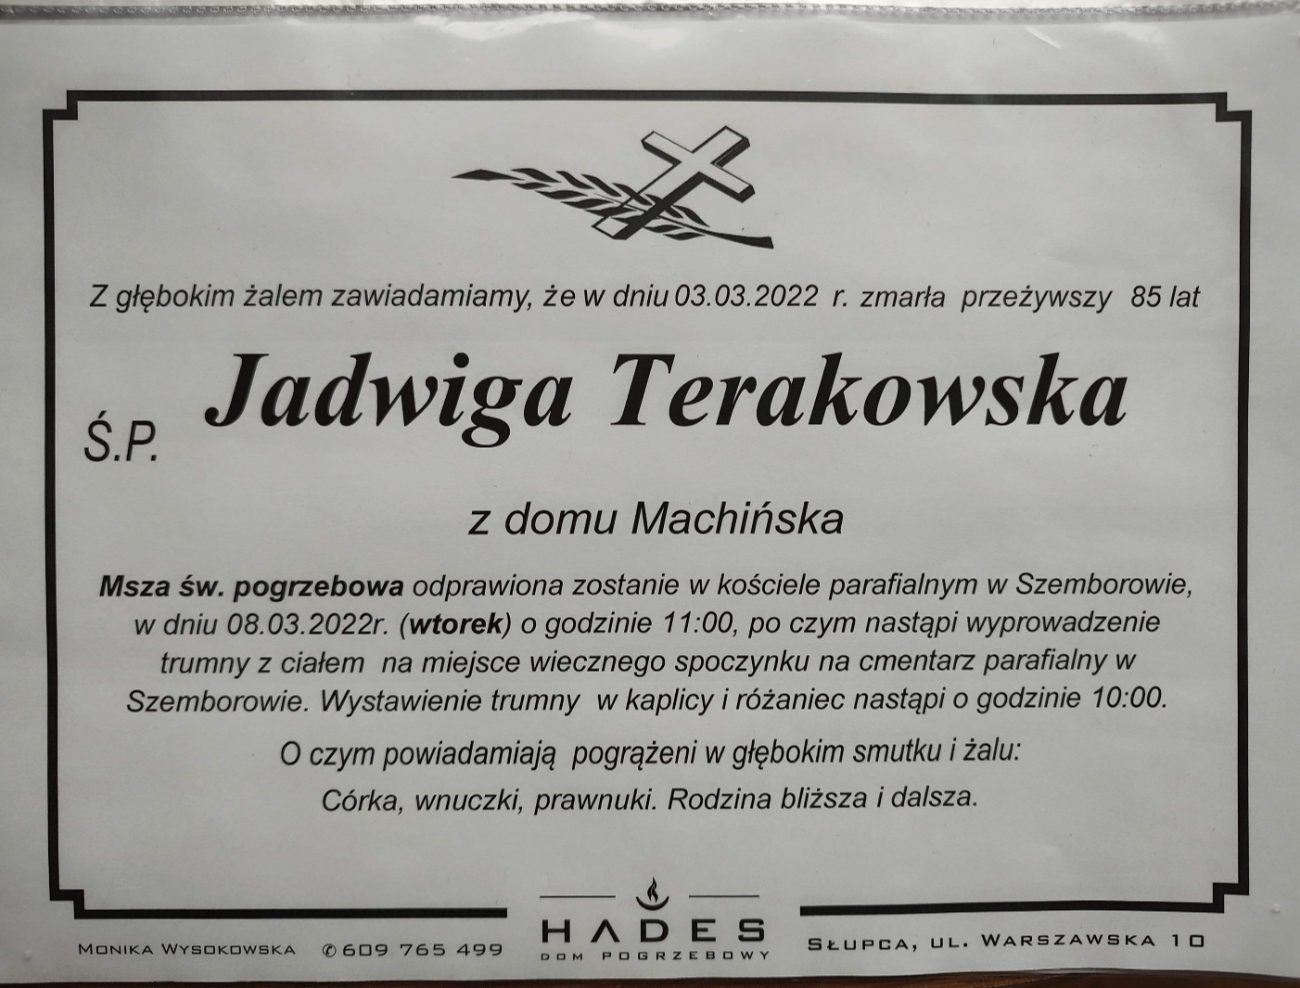 Z głębokim żalem zawiadamiamy, że w dniu 03.03.2022 r. zmarła przeżywszy 85 lat
Ś.P. Jadwiga Terakowska
z domu Machińska
Msza św. pogrzebowa odprawiona zostanie w kościele parafialnym w Szemborowie,
w dniu 08.03.2022r. (wtorek) o godzinie 11:00, po czym nastąpi wyprowadzenie
trumny z ciałem na miejsce wiecznego spoczynku na cmentarz parafialny w
Szemborowie. Wystawienie trumny w kaplicy i różaniec nastąpi o godzinie 10:00.
O czym powiadamiają pogrążeni w głębokim smutku i żalu:
Córka, wnuczki, prawnuki. Rodzina bliższa i dalsza.
MONIKA WYSOKOWSKA ✆609 765 499
HADES
DOM POGRZEBOWY
SŁUPCA, UL. WARSZAWSKA 10